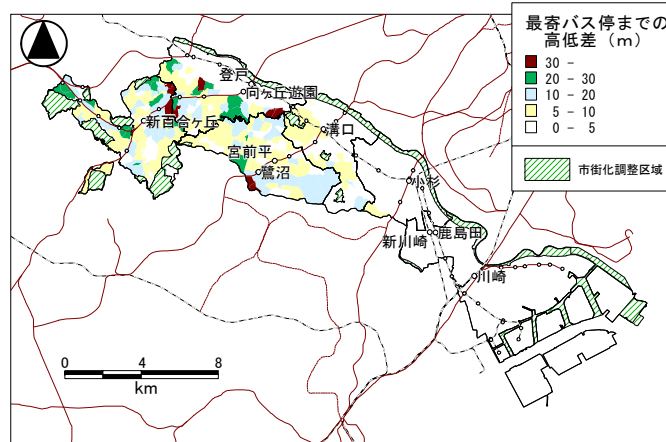 最寄バス停までの
高低差（m）
30 -
20 - 30
10 - 20
5 - 10
0 - 5
市街化調整区域
登戸
向ヶ丘遊園
新百合ヶ丘
溝口
宮前平
鷺沼
小杉
新川崎
鹿島田
川崎
0 4 8
km